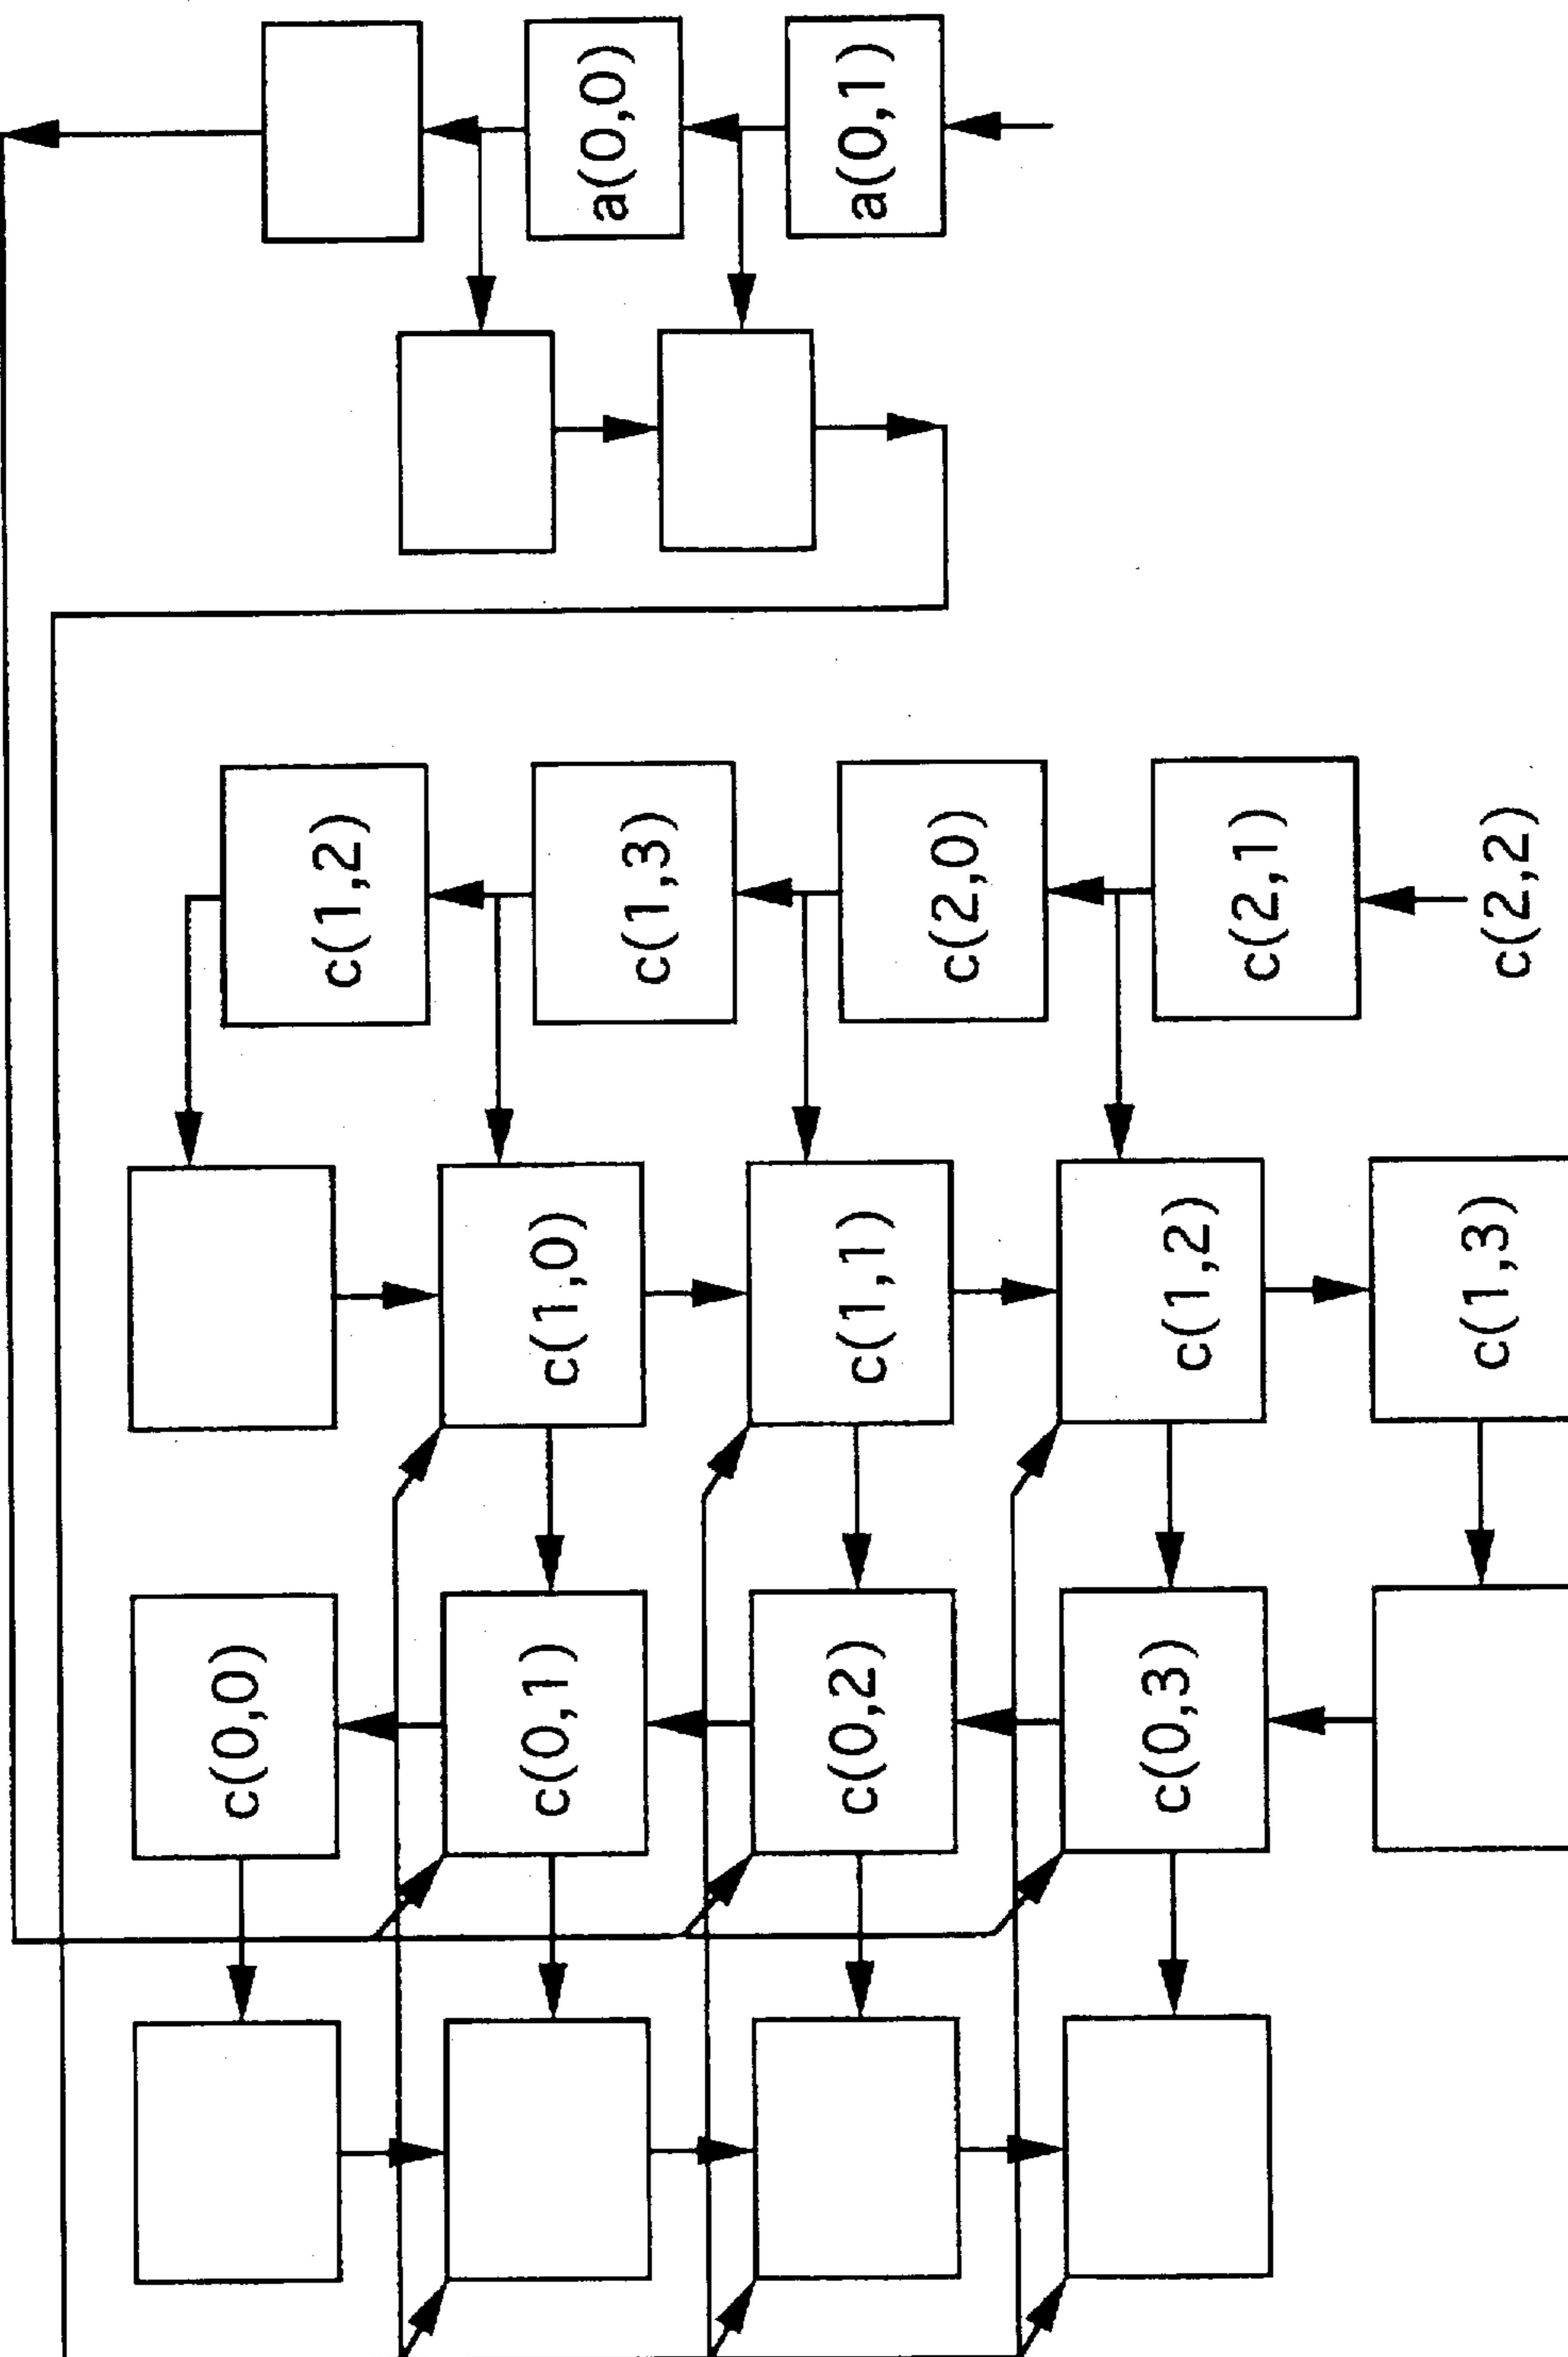 a(0,0)
a(0,1)
c(1,2)
c(1,3)
c(2,0)
c(2,1)
c(2,2)
c(1,0)
c(1,1)
c(1,2)
c(1,3)
c(0,0)
c(0,1)
c(0,2)
c(0,3)